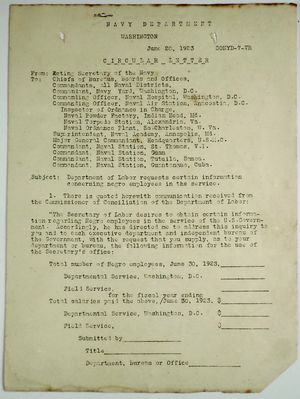 NAVY DEPARTMENT
WASHINGTON
June 26, 1923
CIRCULAR LETTER
From: Acting Secretary of the Navy
To: Chiefs of Bureaus, Boards and Offices,
Commandants, All Naval Districts,
Commandant, Navy Yard, Washington, D.C.
Commanding Officer, Naval Hospital, Washington, D.C.
Commanding Officer, Naval Air Station, Anacostia, D.C.
Inspector of Ordnance in Charge,
Naval Powder Factory, Indian Head, Md.
Naval Torpedo Station, Alexandria, Va.
Naval Ordnance Plant, So.Charleston, W. Va.
Superintendent, Naval Academy, Annapolis, Md.
Major General Commandant, Headquarters, U.S.M.C.
Commandant, Naval Station, St. Thomas, V.I.
Commandant, Naval Station, Guam
Commandant, Naval Station, Tutuila, Samoa.
Commandant, Naval Station, Guantanamo, Cuba.
Subject: Department of Labor requests certain information
concerning negro employees in the service.
1. There is quoted herewith communication received from
the Commissioner of Conciliation of the Department of Labor:
"The Secretary of Labor desires to obtain certain information
regarding Negro employees in the service of the U.S.Government.
Accordingly, he has directed me to address this inquiry to
you and to each executive department and independent bureau of
the Government, with the request that you supply, as to your
department or bureau, the following information for the use of
the Secretary's office:
Total number of Negro employees, June 30, 1923,
Departmental Service, Washington, D.C.
Field Service,
for the fiscal year ending
Total salaries paid the above, /June 30, 1923. $
Departmental Service, Washington, D.C. $
Field Service, $
Submitted by
Title
Department, bureau or Office